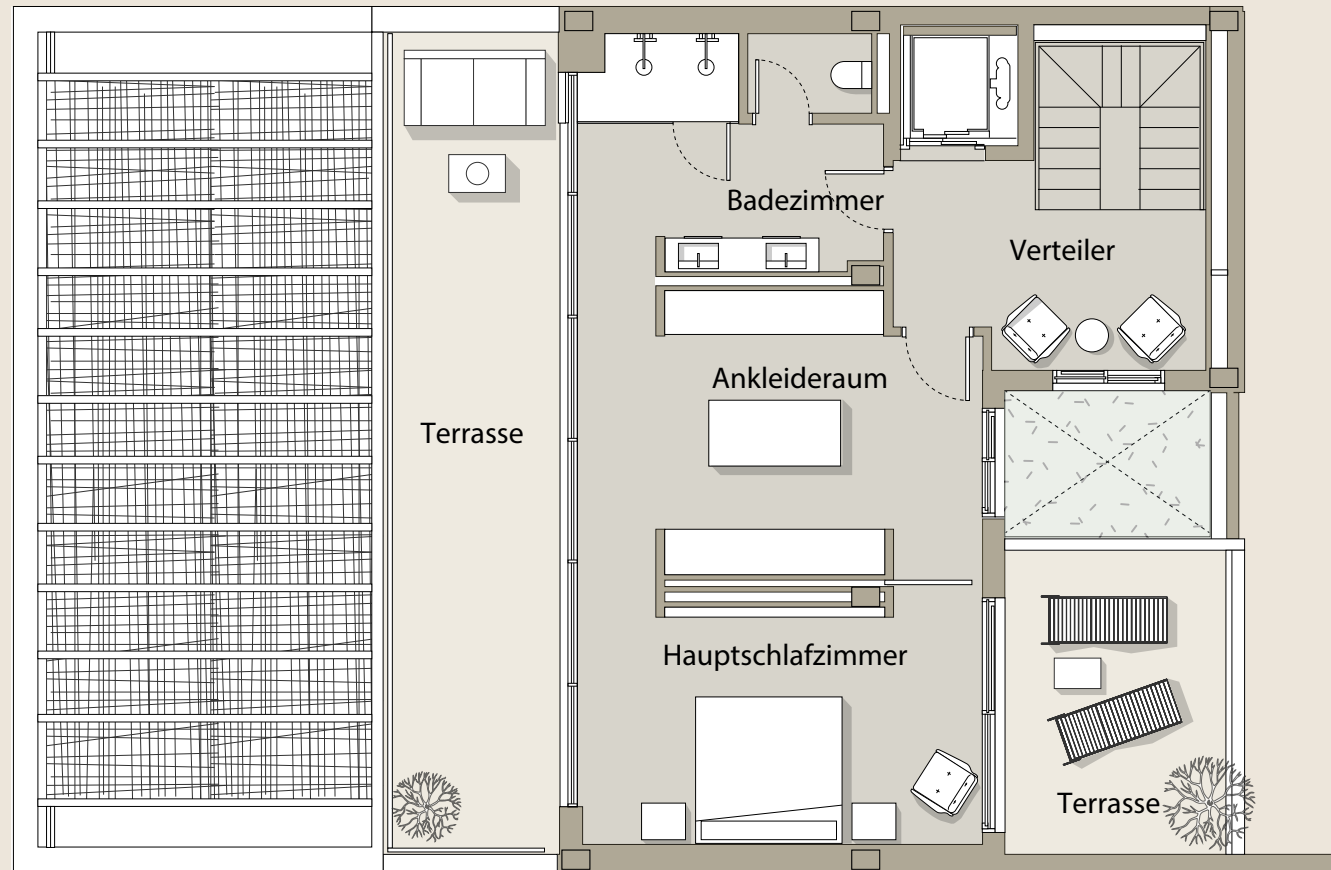 Badezimmer
Verteiler
Ankleideraum
Terrasse
Hauptschlafzimmer
Terrasse